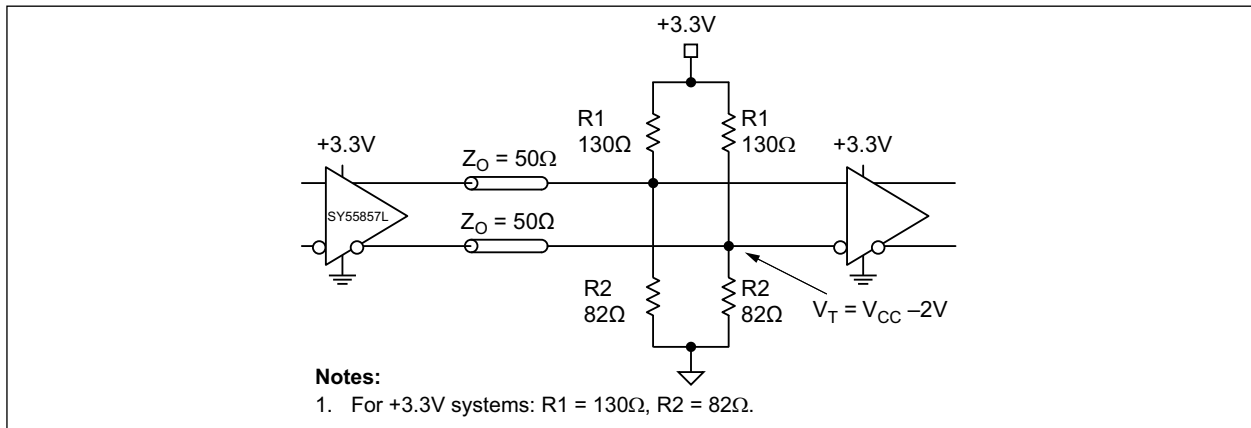 +3.3V
R1
130Ω
R1
130Ω
+3.3V
Z_O = 50Ω
+3.3V
SY55857L
Z_O = 50Ω
R2
82Ω
R2
82Ω
V_T = V_CC –2V
Notes:
1. For +3.3V systems: R1 = 130Ω, R2 = 82Ω.